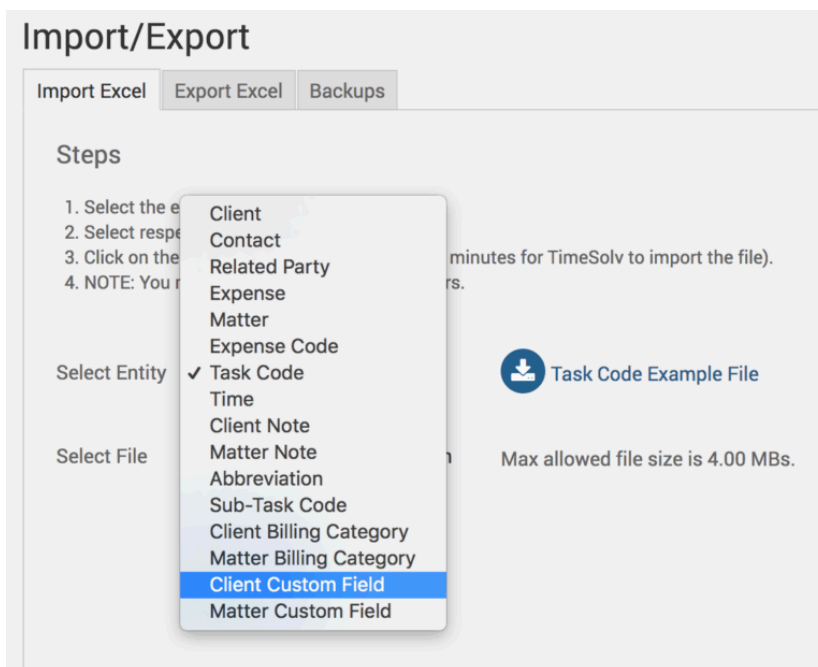 Import/Export
Import Excel Export Excel Backups
Steps
1. Select the e
2. Select respe
3. Click on the minutes for TimeSolv to import the file).
4. NOTE: You r rs.
Client
Contact
Related Party
Expense
Matter
Expense Code
Select Entity ✓ Task Code Task Code Example File
Time
Client Note
Select File Matter Note n Max allowed file size is 4.00 MBs.
Abbreviation
Sub-Task Code
Client Billing Category
Matter Billing Category
Client Custom Field
Matter Custom Field